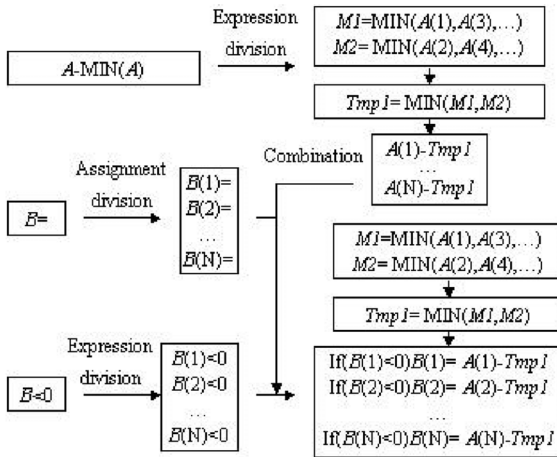 Expression
division
A-MIN(A)
M1=MIN(A(1),A(3),…)
M2= MIN(A(2),A(4),…)
Tmp1= MIN(M1,M2)
A(1)-Tmp1
…
A(N)-Tmp1
Combination
Assignment
division
B=
B(1)=
B(2)=
…
B(N)=
M1=MIN(A(1),A(3),…)
M2= MIN(A(2),A(4),…)
Tmp1= MIN(M1,M2)
Expression
division
B<0
B(1)<0
B(2)<0
…
B(N)<0
If(B(1)<0)B(1)= A(1)-Tmp1
If(B(2)<0)B(2)= A(2)-Tmp1
…
If(B(N)<0)B(N)= A(N)-Tmp1